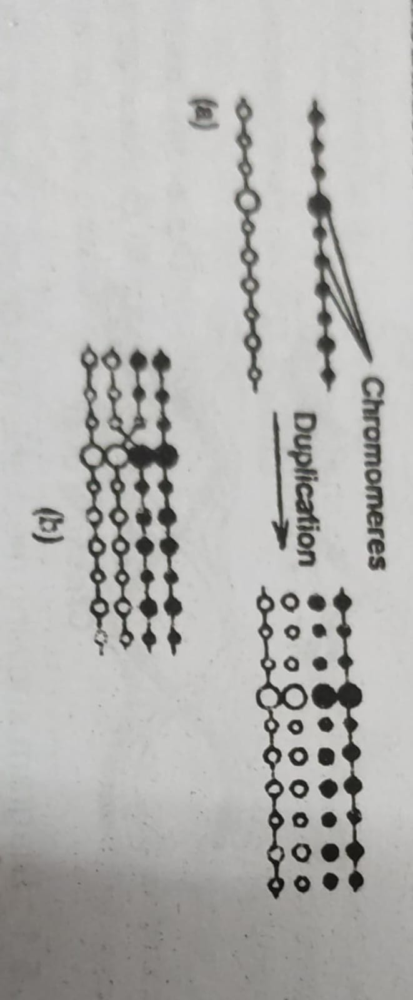 Chromomeres
Duplication
(a)
(b)